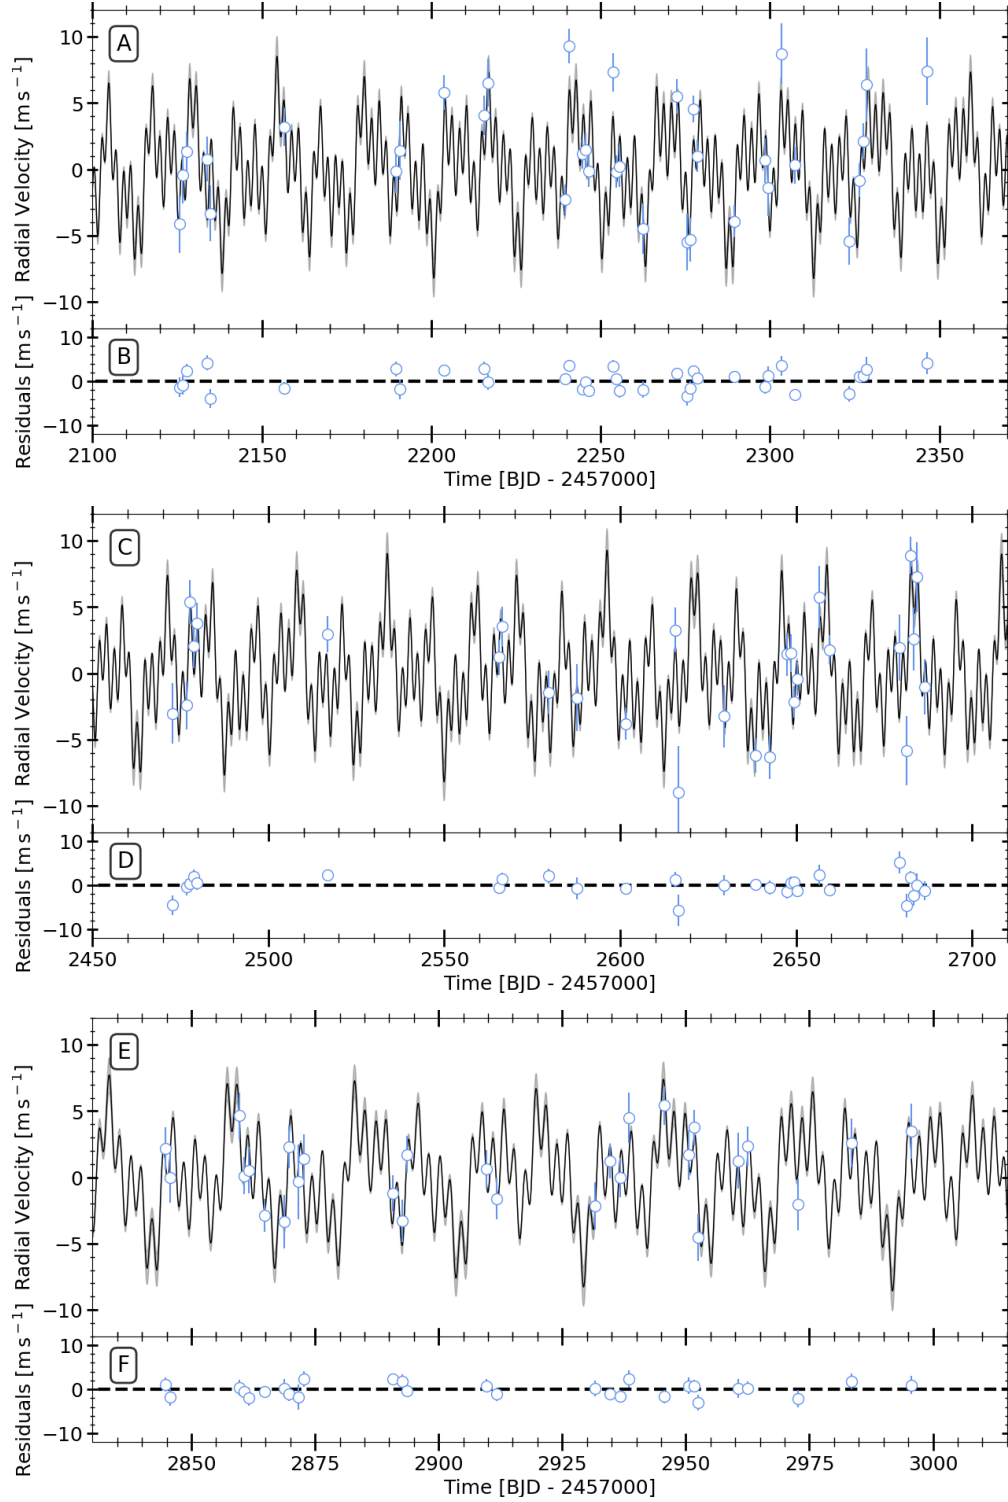 A
10
5
0
−5
−10
Radial Velocity [m s⁻¹]
B
10
0
−10
Residuals [m s⁻¹]
2100 2150 2200 2250 2300 2350
Time [BJD - 2457000]
C
10
5
0
−5
−10
Radial Velocity [m s⁻¹]
D
10
0
−10
Residuals [m s⁻¹]
2450 2500 2550 2600 2650 2700
Time [BJD - 2457000]
E
10
5
0
−5
−10
Radial Velocity [m s⁻¹]
F
10
0
−10
Residuals [m s⁻¹]
2850 2875 2900 2925 2950 2975 3000
Time [BJD - 2457000]